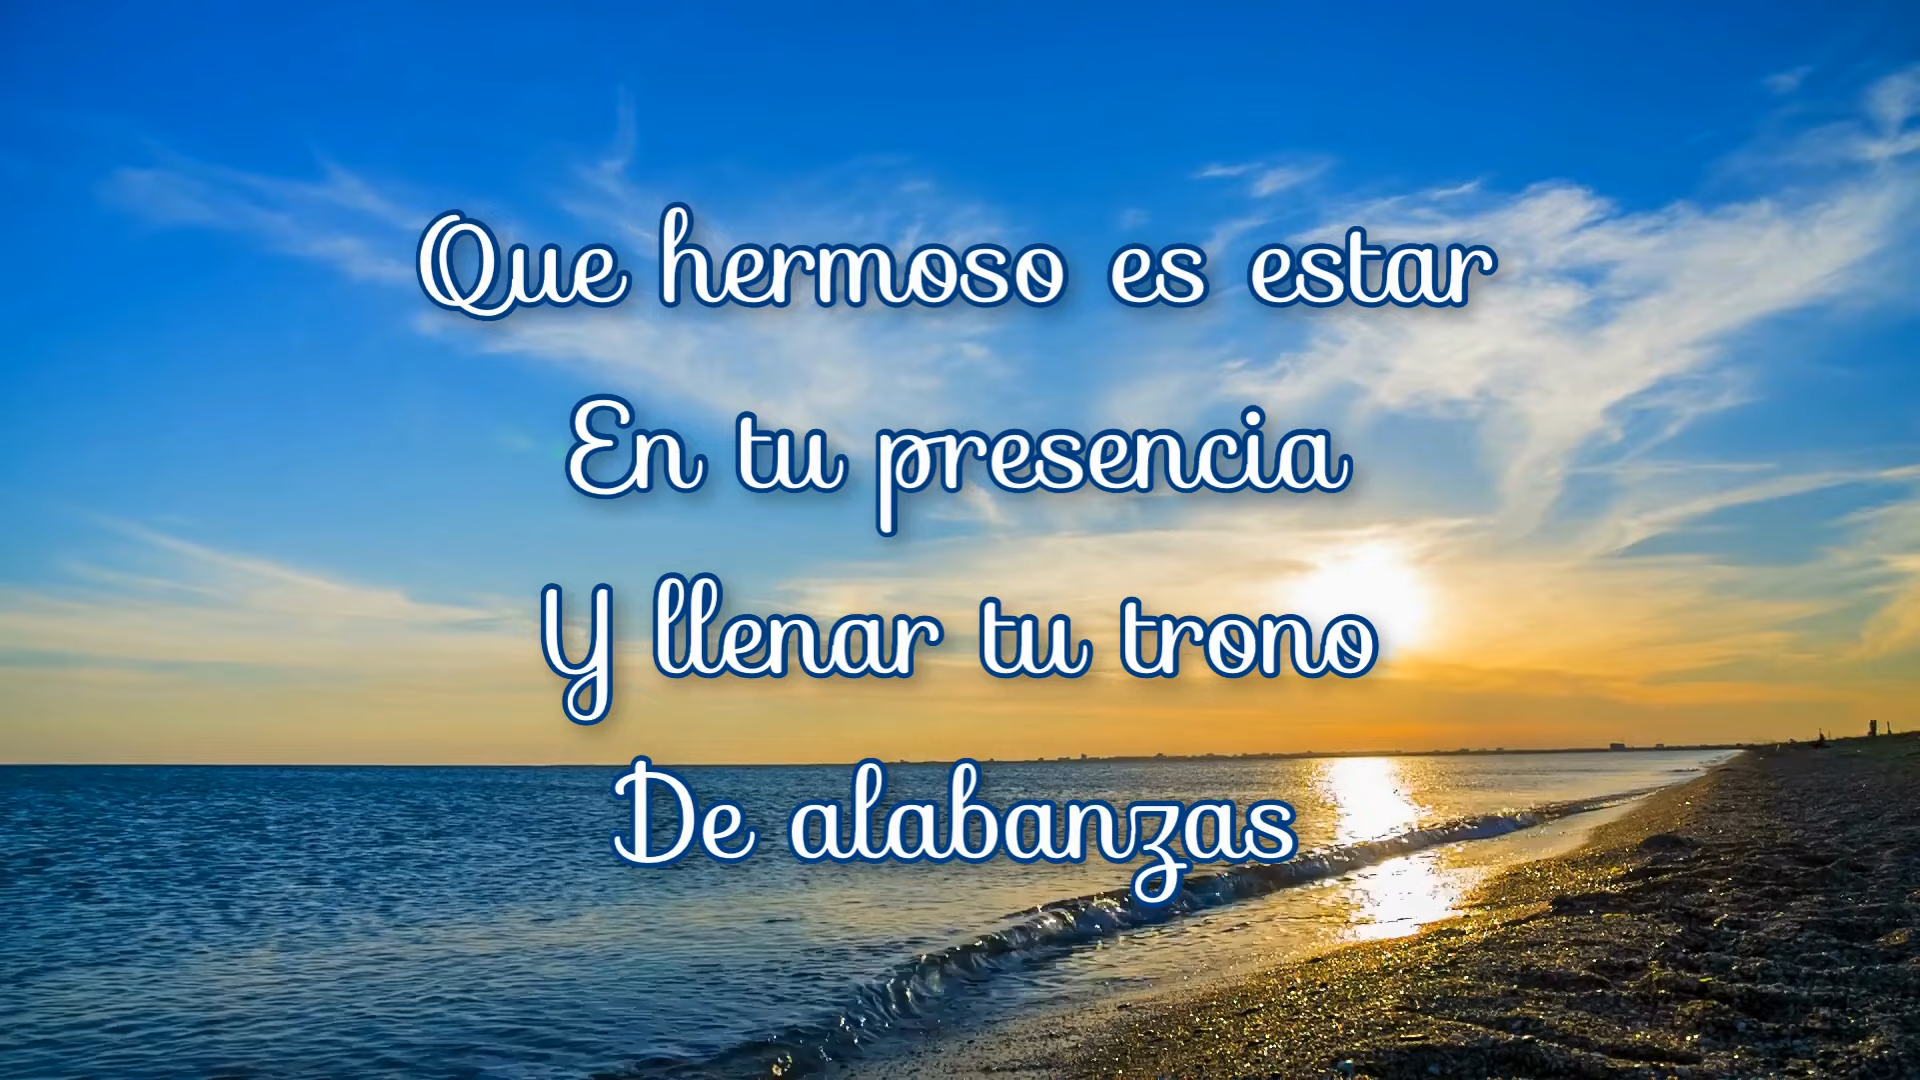 Que hermoso es estar
En tu presencia
Y llenar tu trono
De alabanzas